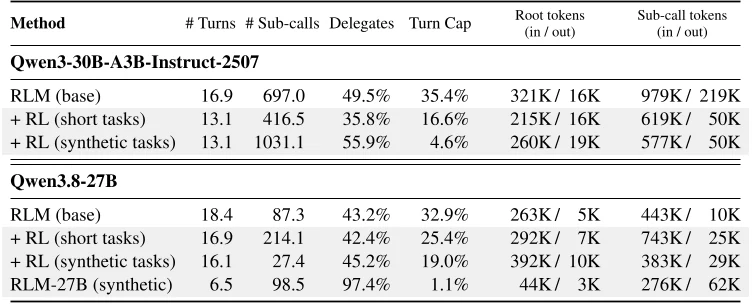 Method # Turns # Sub-calls Delegates Turn Cap Root tokens (in / out) Sub-call tokens (in / out)
Qwen3-30B-A3B-Instruct-2507
RLM (base) 16.9 697.0 49.5% 35.4% 321K / 16K 979K / 219K
+ RL (short tasks) 13.1 416.5 35.8% 16.6% 215K / 16K 619K / 50K
+ RL (synthetic tasks) 13.1 1031.1 55.9% 4.6% 260K / 19K 577K / 50K
Qwen3.8-27B
RLM (base) 18.4 87.3 43.2% 32.9% 263K / 5K 443K / 10K
+ RL (short tasks) 16.9 214.1 42.4% 25.4% 292K / 7K 743K / 25K
+ RL (synthetic tasks) 16.1 27.4 45.2% 19.0% 392K / 10K 383K / 29K
RLM-27B (synthetic) 6.5 98.5 97.4% 1.1% 44K / 3K 276K / 62K